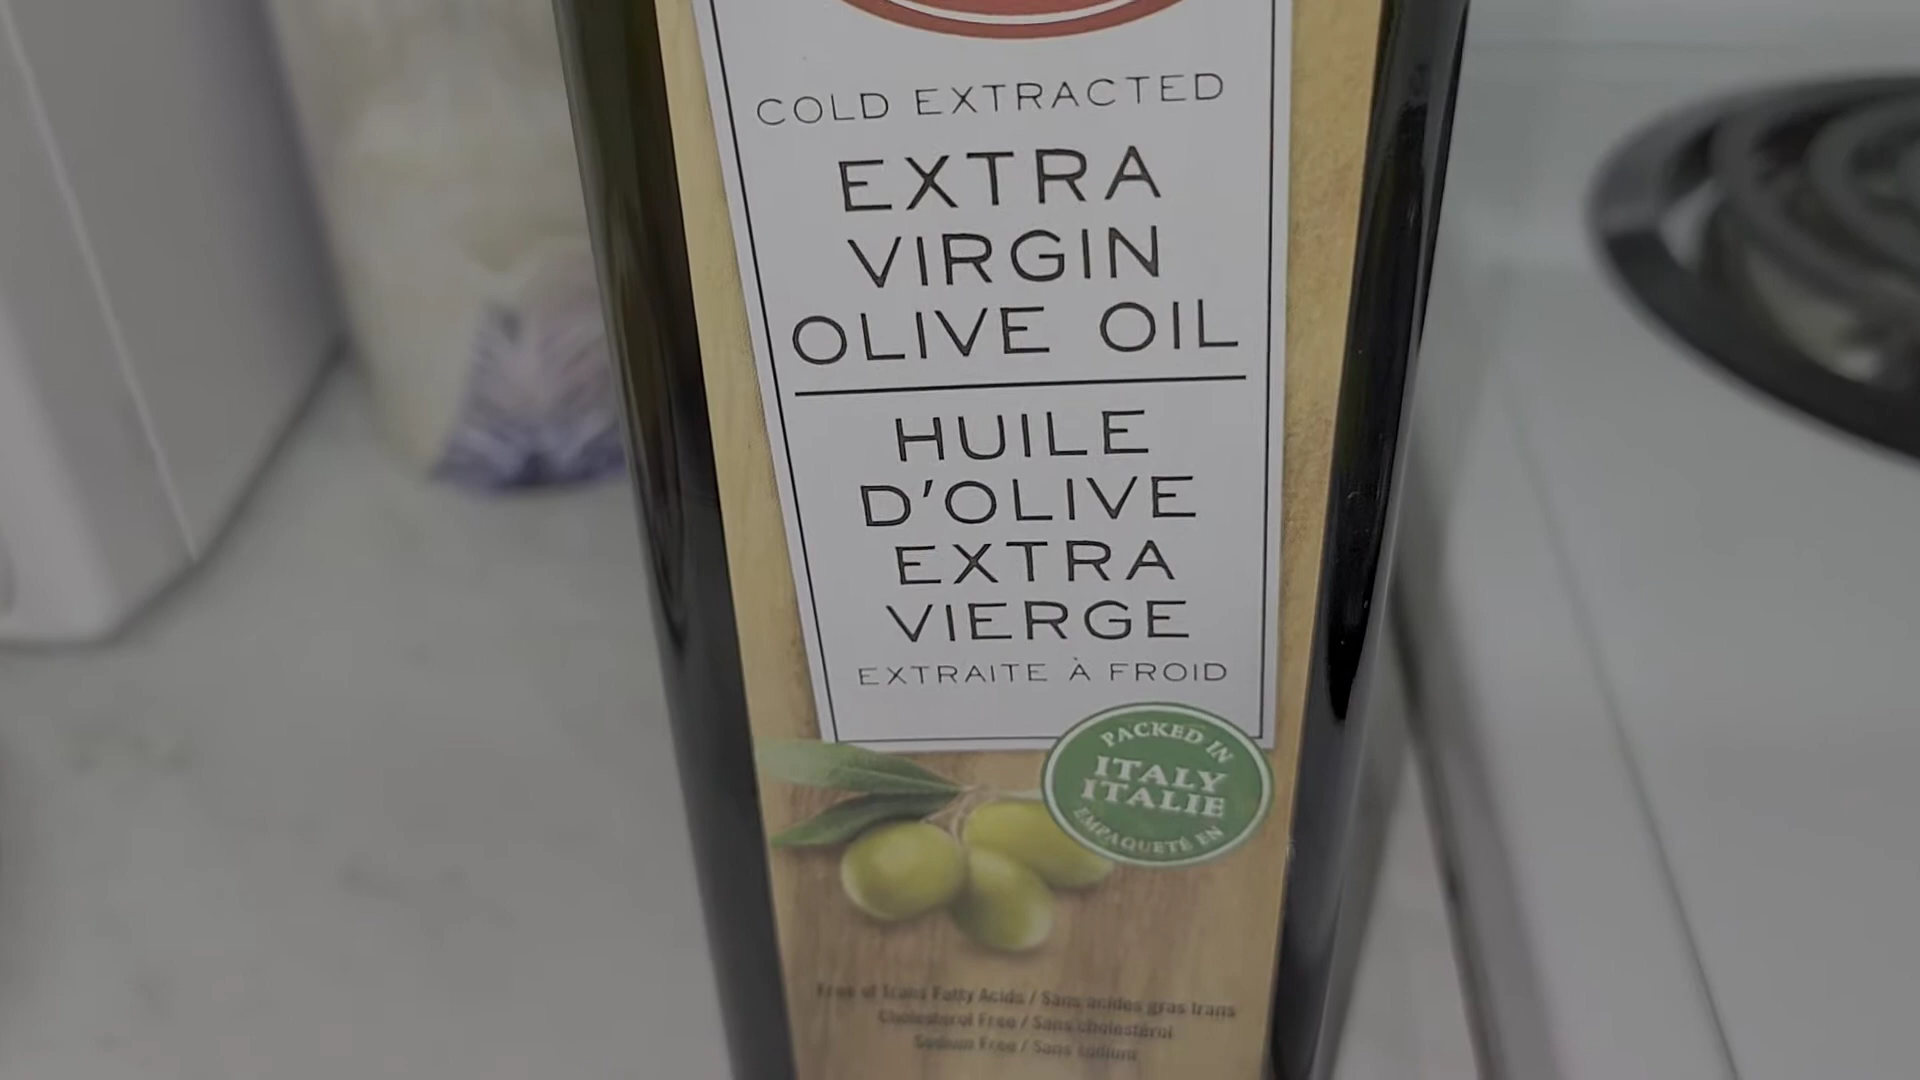 COLD EXTRACTED
EXTRA
VIRGIN
OLIVE OIL
HUILE
D'OLIVE
EXTRA
VIERGE
EXTRAITE À FROID
PACKED IN
ITALY
ITALIE
EMPAQUETÉ EN
Free of Trans Fatty Acids / Sans acides gras trans
Cholesterol Free / Sans cholestérol
Sodium Free / Sans sodium